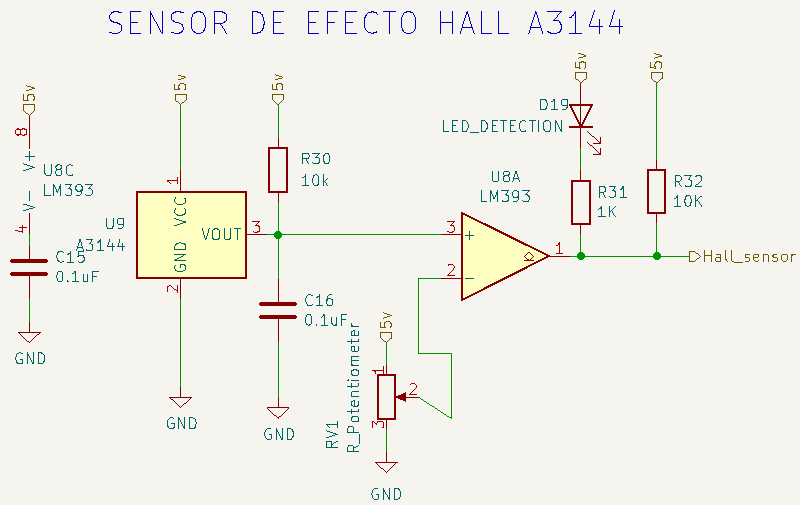 SENSOR DE EFECTO HALL A3144
5v
8
V+
U8C
LM393
V-
4
C15
0.1uF
GND
5v
1
U9
A3144
VCC
GND
VOUT
3
2
GND
5v
R30
10k
C16
0.1uF
GND
5v
1
2
3
RV1
R_Potentiometer
GND
U8A
LM393
3
+
2
-
1
5v
D19
LED_DETECTION
R31
1K
5v
R32
10K
Hall_sensor